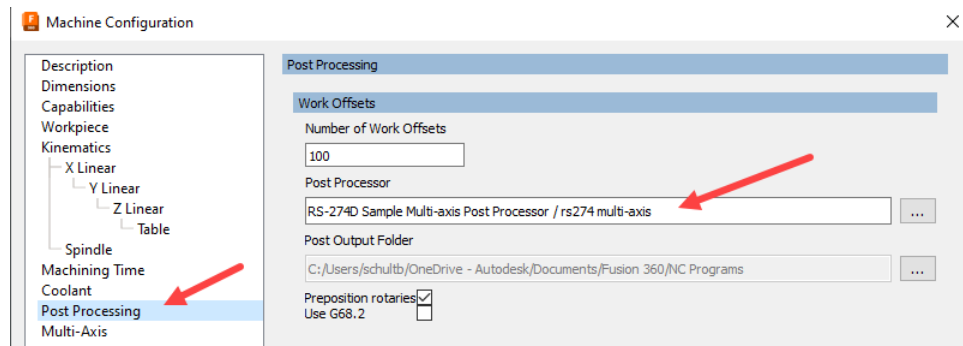 Machine Configuration
Description
Dimensions
Capabilities
Workpiece
Kinematics
X Linear
Y Linear
Z Linear
Table
Spindle
Machining Time
Coolant
Post Processing
Multi-Axis
Post Processing
Work Offsets
Number of Work Offsets
100
Post Processor
RS-274D Sample Multi-axis Post Processor / rs274 multi-axis
...
Post Output Folder
C:/Users/schultb/OneDrive - Autodesk/Documents/Fusion 360/NC Programs
...
Preposition rotaries
Use G68.2